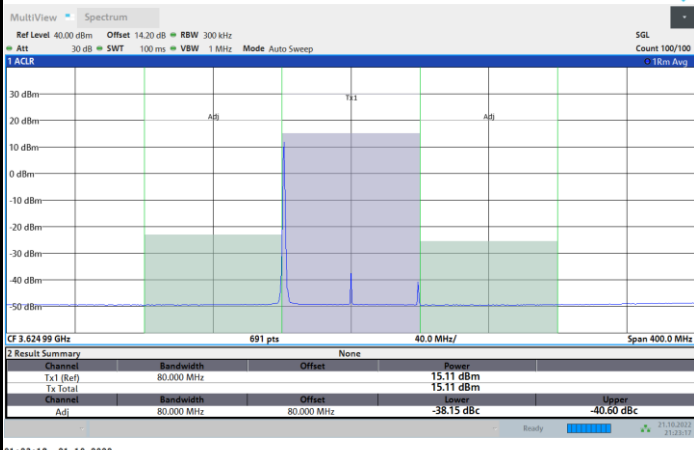 MultiView Spectrum
Ref Level 40.00 dBm Offset 14.20 dB RBW 300 kHz SGL
Att 30 dB SWT 100 ms VBW 1 MHz Mode Auto Sweep Count 100/100
1 ACLR 1Rm Avg
30 dBm
Tx1
20 dBm
Adj Adj
10 dBm
0 dBm
-10 dBm
-20 dBm
-30 dBm
-40 dBm
-50 dBm
CF 3.62499 GHz 691 pts 40.0 MHz/ Span 400.0 MHz
2 Result Summary None
Channel Bandwidth Offset Power
Tx1 (Ref) 80.000 MHz 15.11 dBm
Tx Total 15.11 dBm
Channel Bandwidth Offset Lower Upper
Adj 80.000 MHz 80.000 MHz -38.15 dBc -40.60 dBc
Ready 21.10.2022
21:23:17